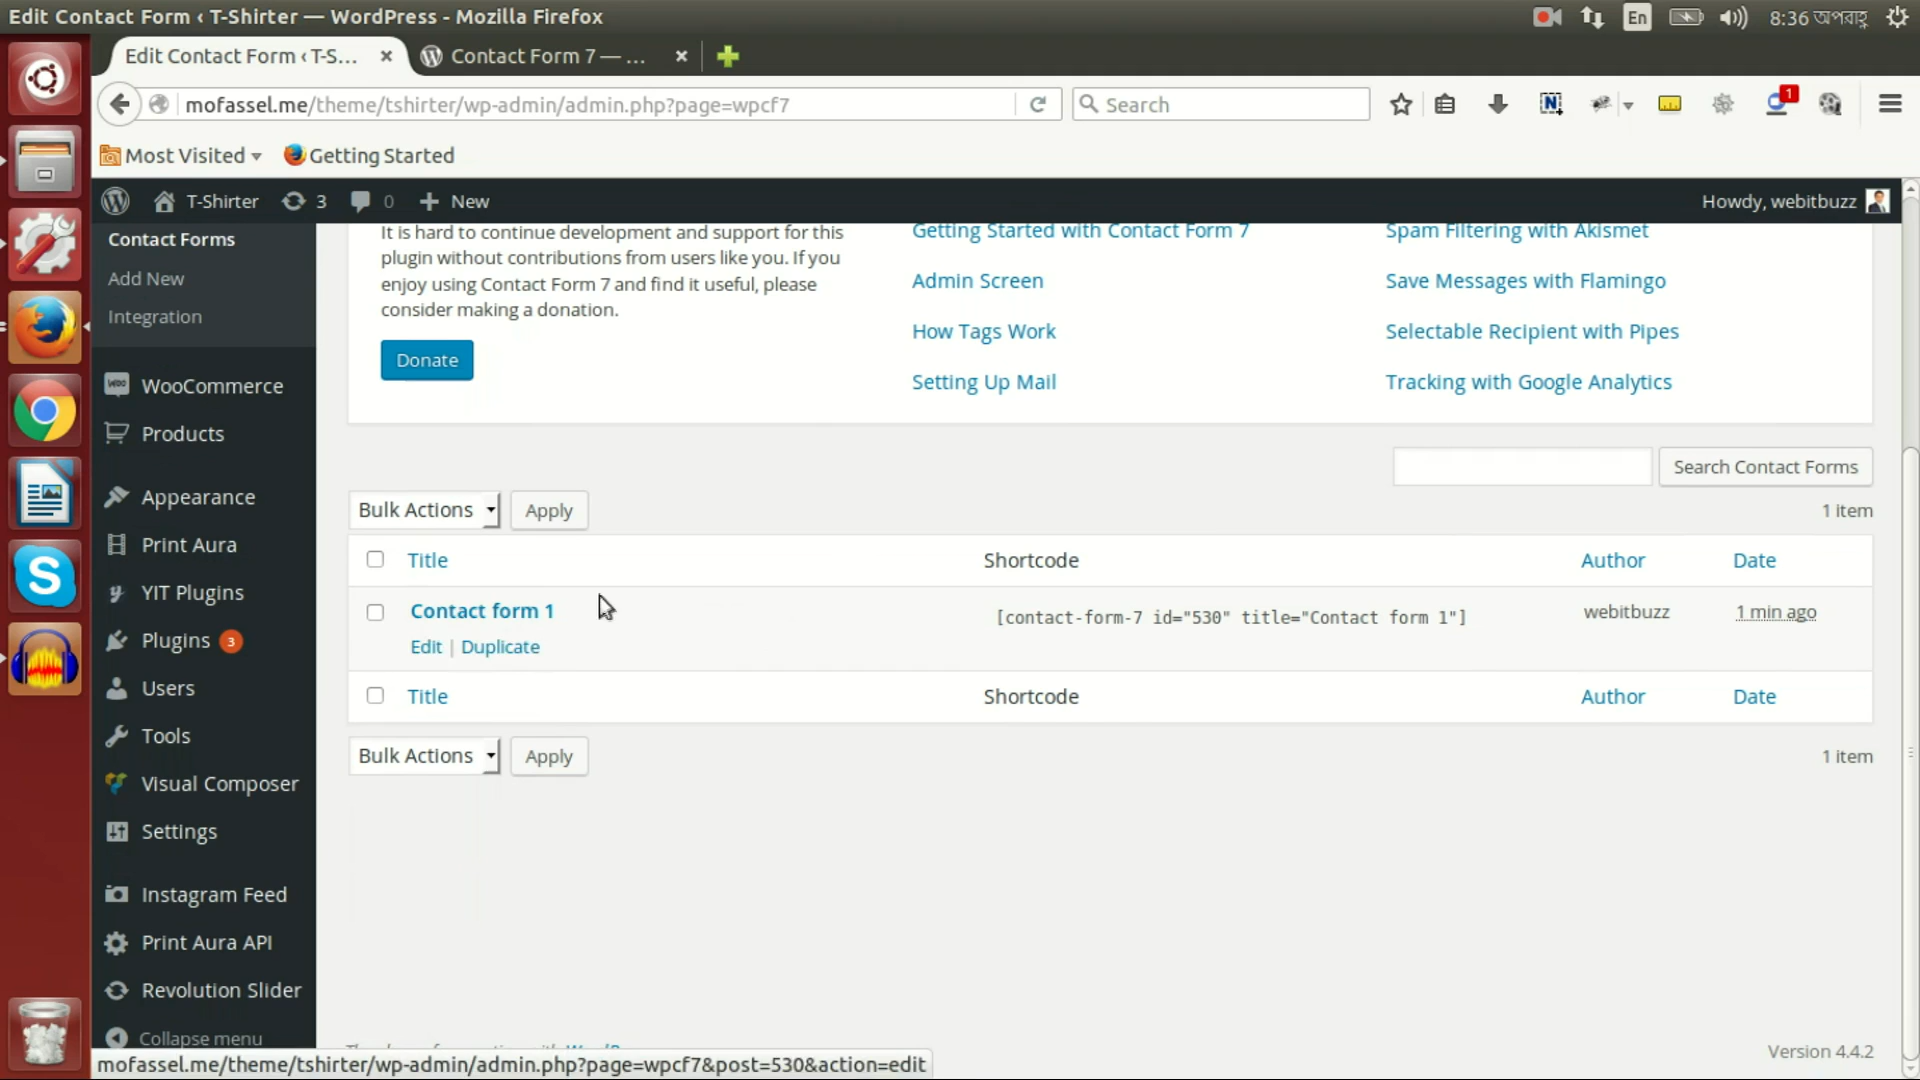 Edit Contact Form ‹ T-Shirter — WordPress - Mozilla Firefox
En
8:36 অপরাহ্ণ
Edit Contact Form ‹ T-S...
Contact Form 7 — ...
mofassel.me/theme/tshirter/wp-admin/admin.php?page=wpcf7
Search
1
Most Visited
Getting Started
T-Shirter
3
0
New
Howdy, webitbuzz
Contact Forms
Add New
Integration
WooCommerce
Products
Appearance
Print Aura
YIT Plugins
Plugins 3
Users
Tools
Visual Composer
Settings
Instagram Feed
Print Aura API
Revolution Slider
Collapse menu
It is hard to continue development and support for this
plugin without contributions from users like you. If you
enjoy using Contact Form 7 and find it useful, please
consider making a donation.
Donate
Getting Started with Contact Form 7
Admin Screen
How Tags Work
Setting Up Mail
Spam Filtering with Akismet
Save Messages with Flamingo
Selectable Recipient with Pipes
Tracking with Google Analytics
Search Contact Forms
Bulk Actions
Apply
1 item
Title Shortcode Author Date
Contact form 1 [contact-form-7 id="530" title="Contact form 1"] webitbuzz 1 min ago
Edit | Duplicate
Title Shortcode Author Date
Bulk Actions
Apply
1 item
Version 4.4.2
mofassel.me/theme/tshirter/wp-admin/admin.php?page=wpcf7&post=530&action=edit